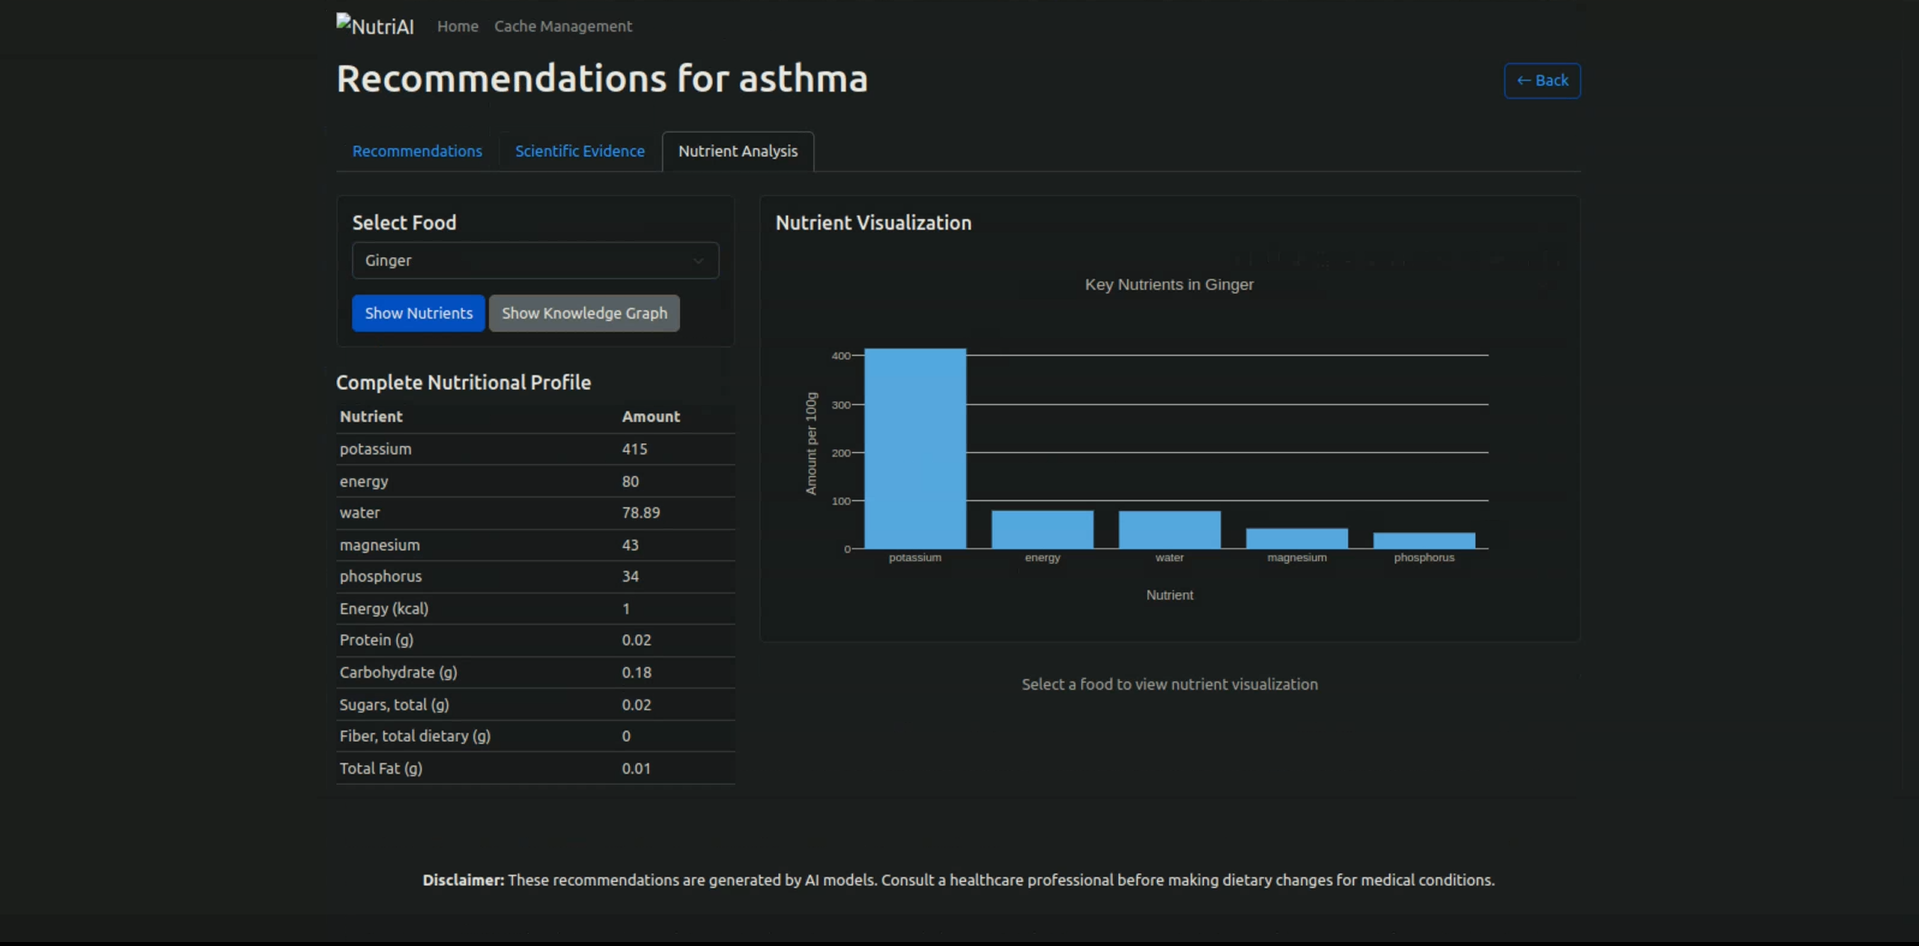 NutriAI Home Cache Management
Recommendations for asthma
← Back
Recommendations Scientific Evidence Nutrient Analysis
Select Food
Ginger
Show Nutrients Show Knowledge Graph
Complete Nutritional Profile
Nutrient Amount
potassium 415
energy 80
water 78.89
magnesium 43
phosphorus 34
Energy (kcal) 1
Protein (g) 0.02
Carbohydrate (g) 0.18
Sugars, total (g) 0.02
Fiber, total dietary (g) 0
Total Fat (g) 0.01
Nutrient Visualization
Key Nutrients in Ginger
Amount per 100g
400
300
200
100
0
potassium energy water magnesium phosphorus
Nutrient
Select a food to view nutrient visualization
Disclaimer: These recommendations are generated by AI models. Consult a healthcare professional before making dietary changes for medical conditions.